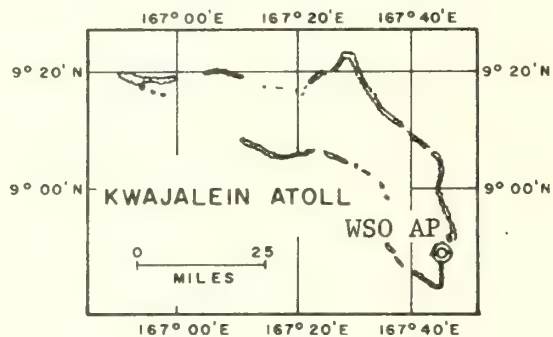 167° 00'E 167° 20'E 167° 40'E
9° 20' N 9° 20' N
9° 00' N 9° 00' N
KWAJALEIN ATOLL
WSO AP
0 25
MILES
167° 00'E 167° 20'E 167° 40'E